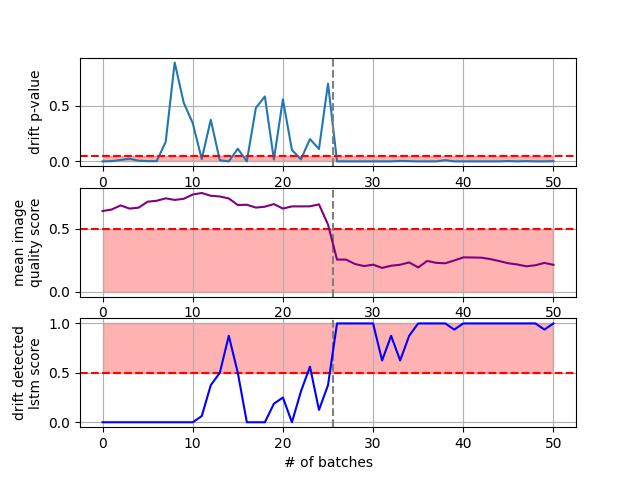 drift p-value
0.5
0.0
0 10 20 30 40 50
mean image
quality score
0.5
0.0
0 10 20 30 40 50
drift detected
lstm score
1.0
0.5
0.0
0 10 20 30 40 50
# of batches